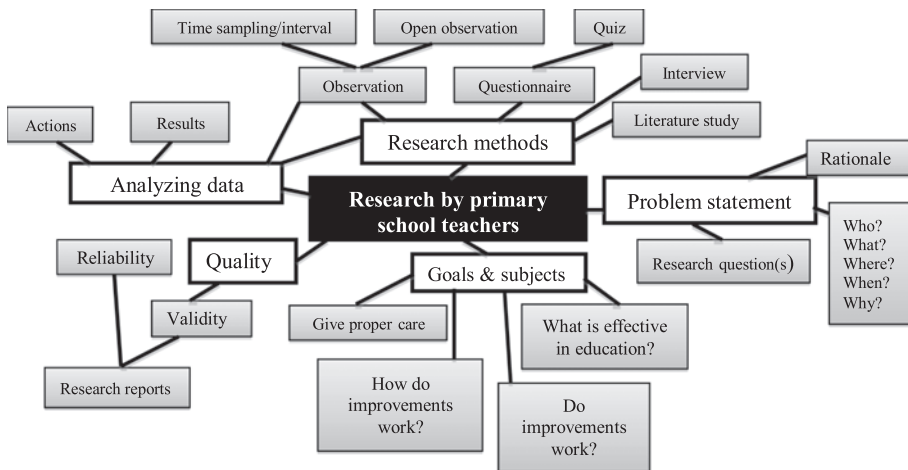 Time sampling/interval
Open observation
Quiz
Interview
Observation
Questionnaire
Actions
Results
Research methods
Literature study
Analyzing data
Rationale
Research by primary
school teachers
Problem statement
Who?
What?
Where?
When?
Why?
Reliability
Quality
Goals & subjects
Research question(s)
Validity
Give proper care
What is effective
in education?
Research reports
How do
improvements
work?
Do
improvements
work?